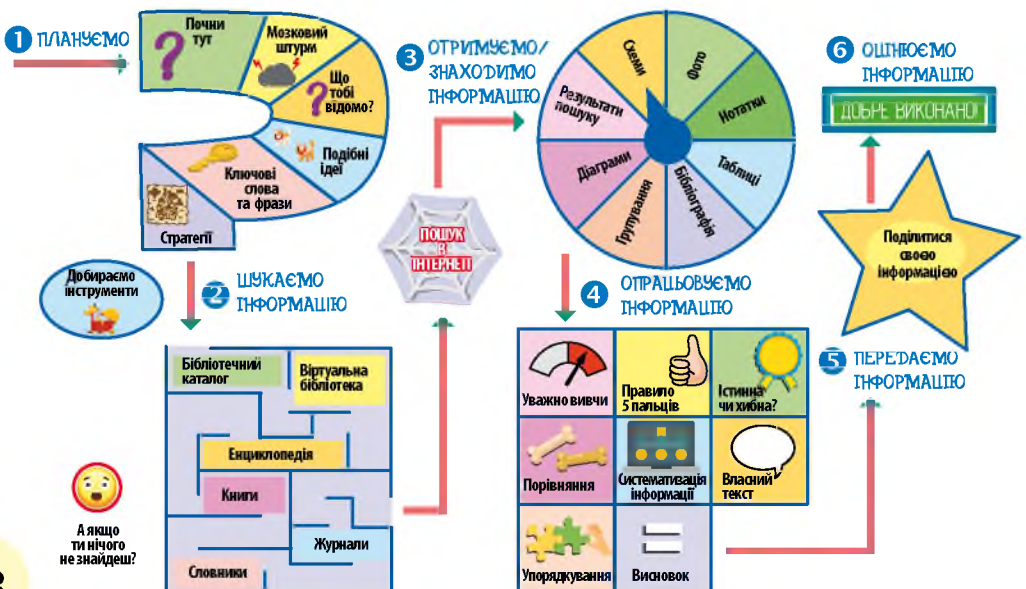 1 ПЛАНУЄМО
Почни
тут
Мозковий
штурм
Що
тобі
відомо?
Подібні
ідеї
Ключові
слова
та фрази
Стратегії
Добираємо
інструменти
2 ШУКАЄМО
ІНФОРМАЦІЮ
Бібліотечний
каталог
Віртуальна
бібліотека
Енциклопедія
Книги
Журнали
Словники
А якщо
ти нічого
не знайдеш?
ПОШУК
В
ІНТЕРНЕТІ
3 ОТРИМУЄМО/
ЗНАХОДИМО
ІНФОРМАЦІЮ
Схеми
Фото
Нотатки
Таблиці
Бібліографія
Групування
Діаграми
Результати
пошуку
4 ОПРАЦЬОВУЄМО
ІНФОРМАЦІЮ
Уважно вивчи
Правило
5 пальців
Істинна
чи хибна?
Порівняння
Систематизація
інформації
Власний
текст
Упорядкування
Висновок
5 ПЕРЕДАЄМО
ІНФОРМАЦІЮ
Поділитися
своєю
інформацією
6 ОЦІНЮЄМО
ІНФОРМАЦІЮ
ДОБРЕ ВИКОНАНО!